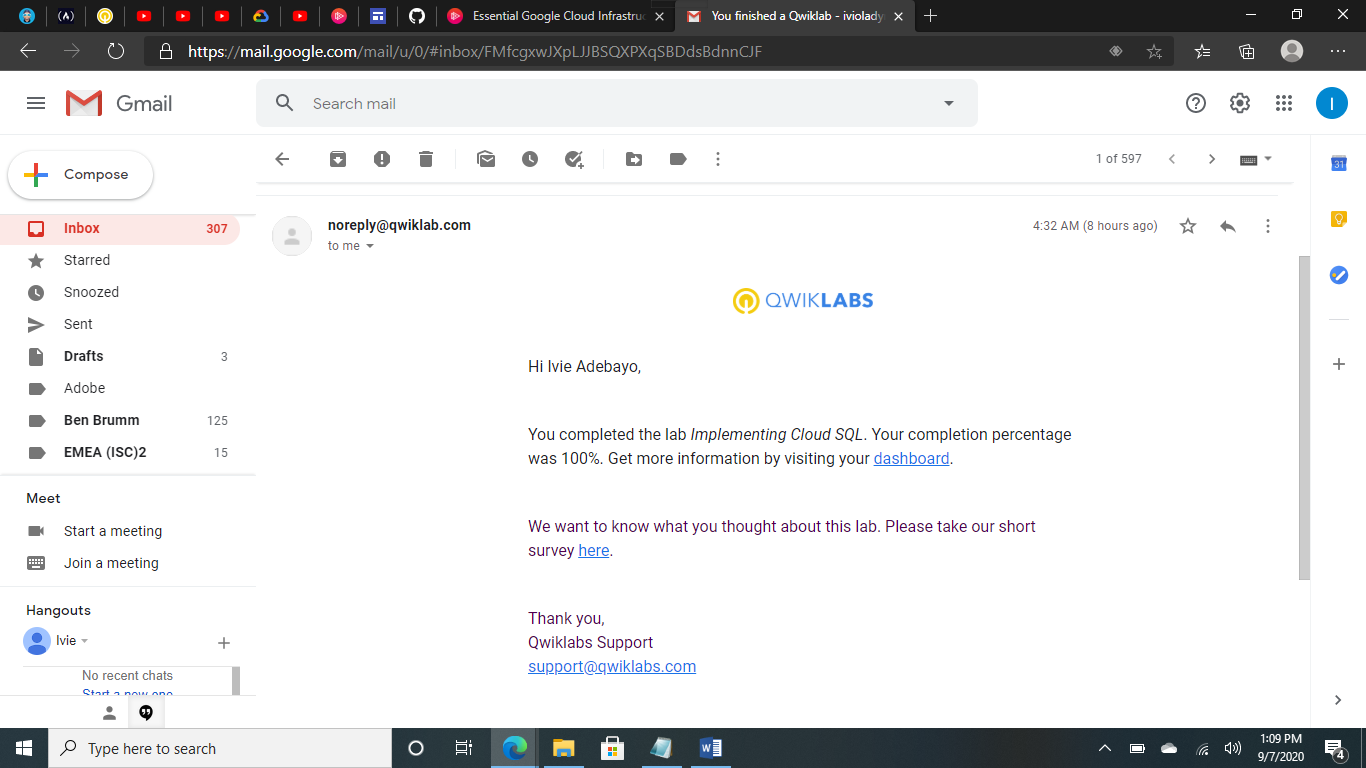 Essential Google Cloud Infrastruc
You finished a Qwiklab - iviolady
https://mail.google.com/mail/u/0/#inbox/FMfcgxwJXpLJJBSQXPXqSBDdsBdnnCJF
Gmail
Search mail
I
Compose
1 of 597
31
Inbox 307
Starred
Snoozed
Sent
Drafts 3
Adobe
Ben Brumm 125
EMEA (ISC)2 15
Meet
Start a meeting
Join a meeting
Hangouts
Ivie
No recent chats
Start a new one
noreply@qwiklab.com
4:32 AM (8 hours ago)
to me
QWIKLABS
Hi Ivie Adebayo,
You completed the lab Implementing Cloud SQL. Your completion percentage
was 100%. Get more information by visiting your dashboard.
We want to know what you thought about this lab. Please take our short
survey here.
Thank you,
Qwiklabs Support
support@qwiklabs.com
Type here to search
W
1:09 PM
9/7/2020
4